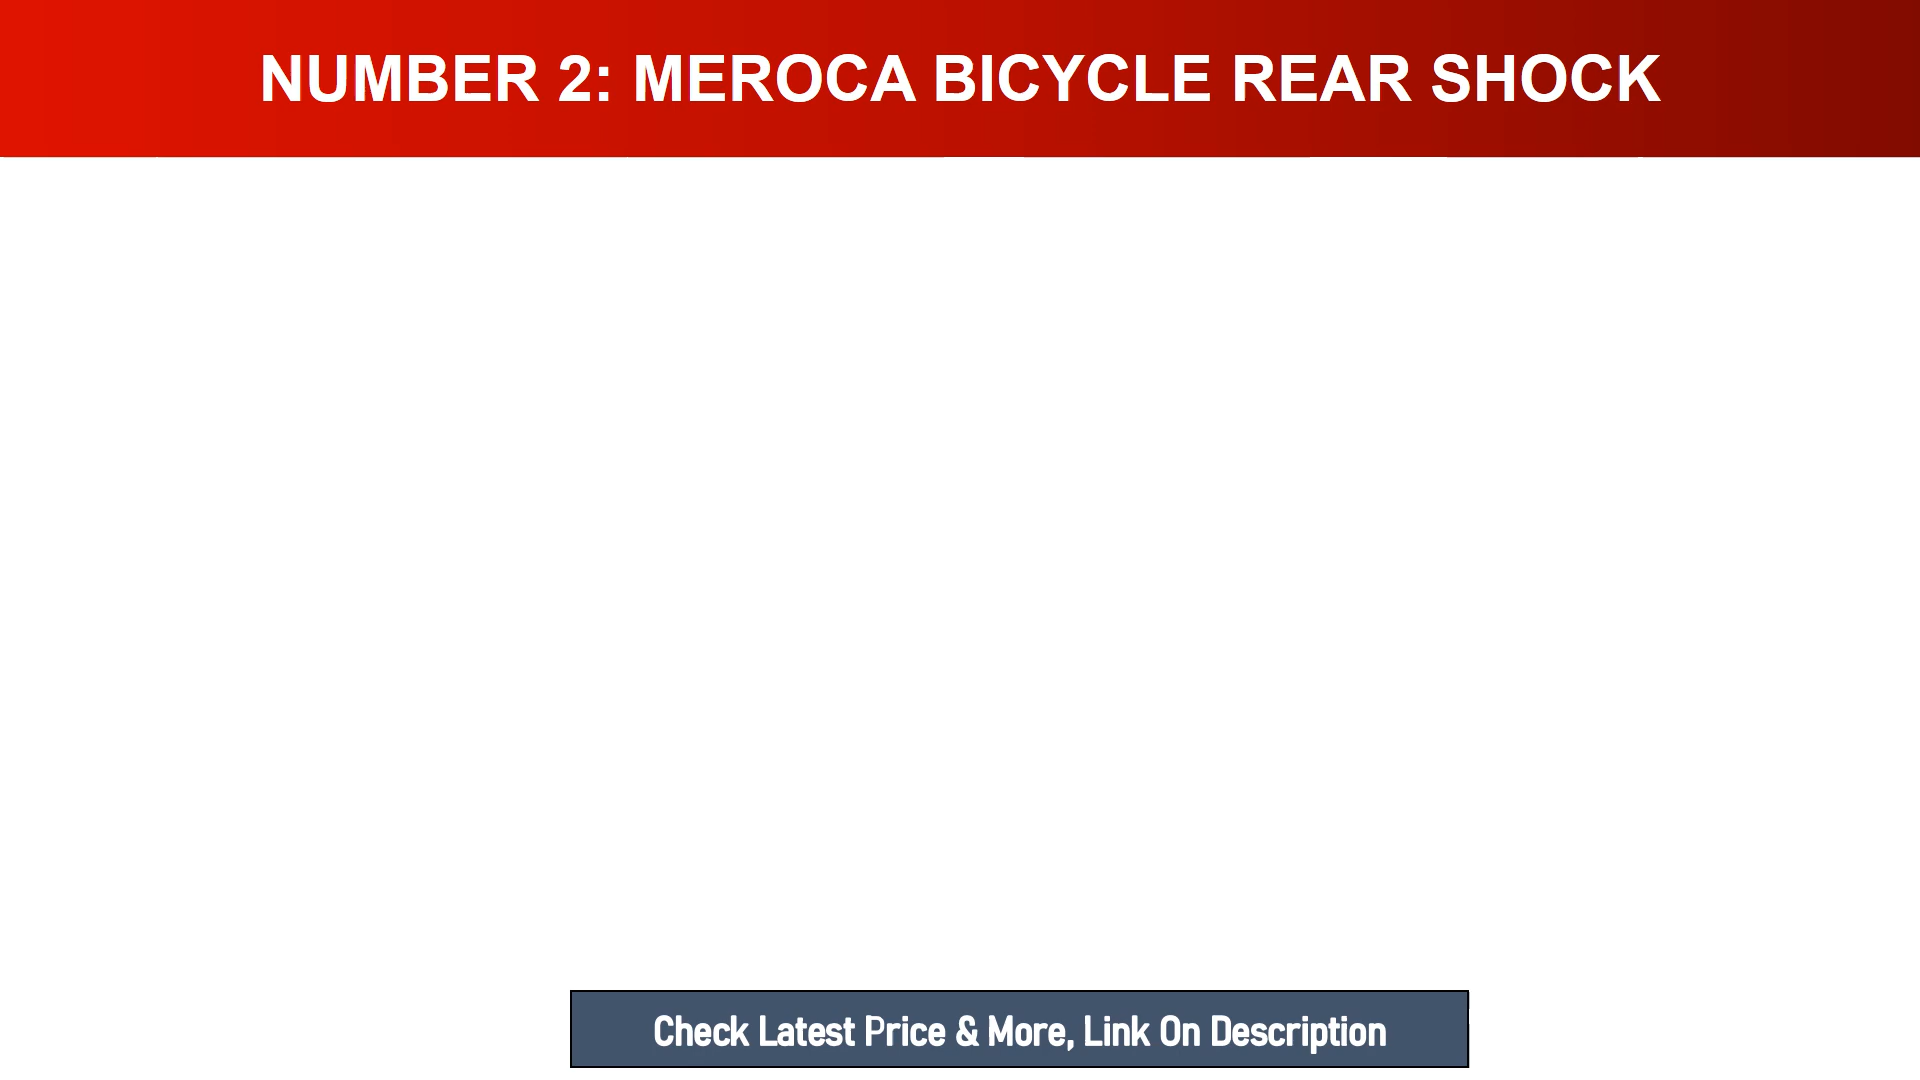 NUMBER 2: MEROCA BICYCLE REAR SHOCK
Check Latest Price & More, Link On Description